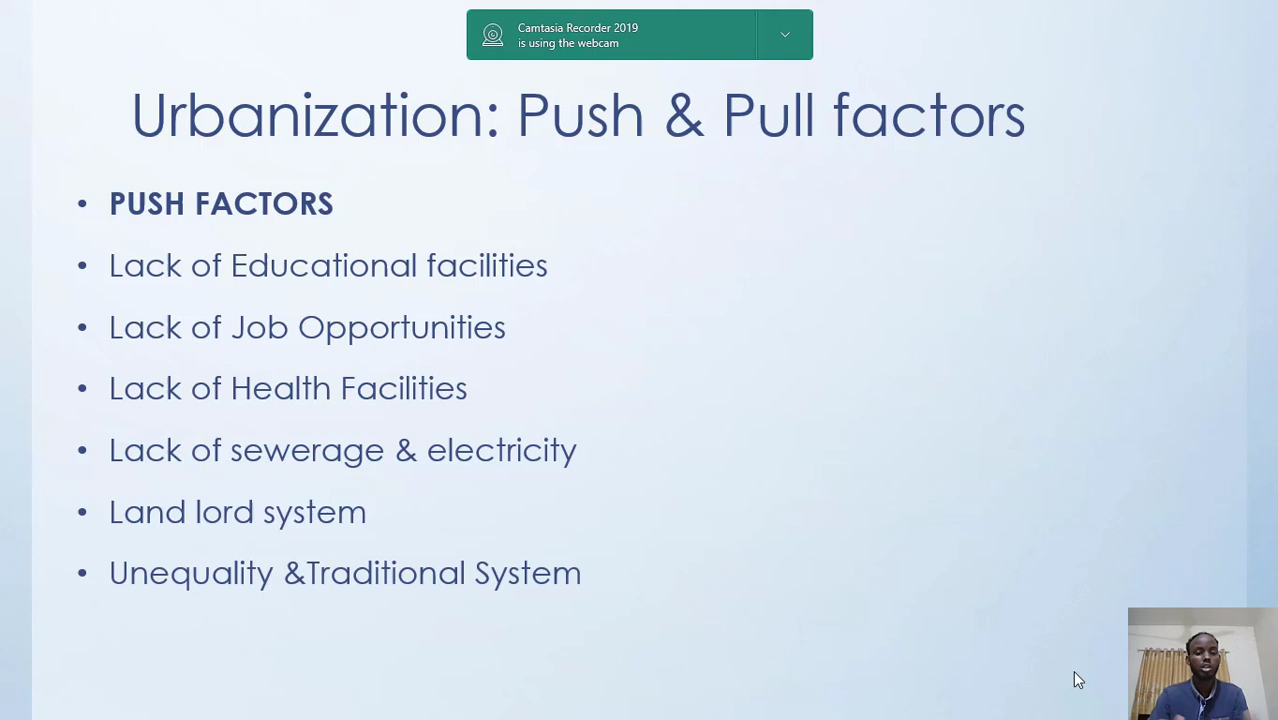 Camtasia Recorder 2019
is using the webcam
Urbanization: Push & Pull factors
• PUSH FACTORS
• Lack of Educational facilities
• Lack of Job Opportunities
• Lack of Health Facilities
• Lack of sewerage & electricity
• Land lord system
• Unequality &Traditional System